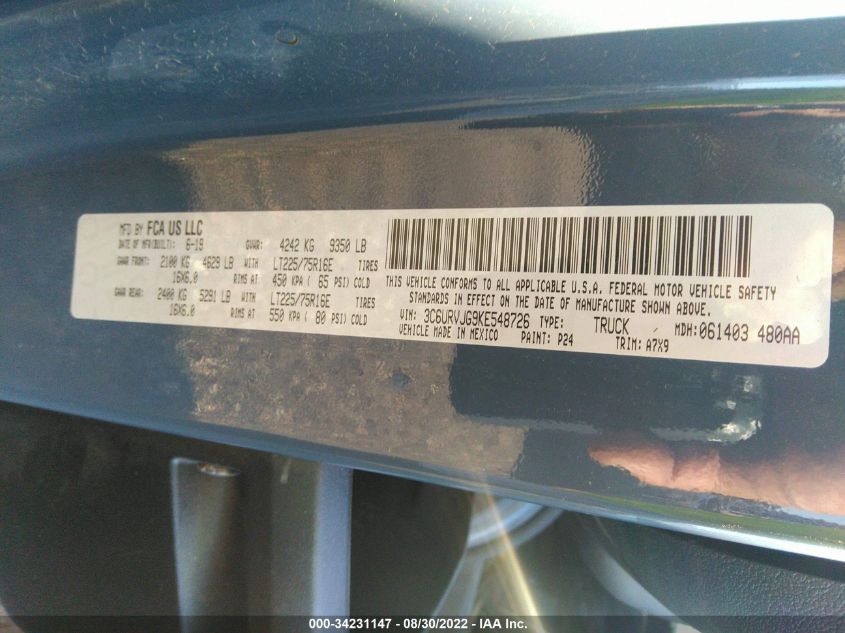 MFD BY FCA US LLC
DATE OF MFR(BUILT): 6-19 GVWR: 4242 KG 9350 LB
GAWR FRONT: 2100 KG 4629 LB WITH LT225/75R16E TIRES
16X6.0 RIMS AT 450 KPA ( 65 PSI) COLD
GAWR REAR: 2400 KG 5291 LB WITH LT225/75R16E TIRES
16X6.0 RIMS AT 550 KPA ( 80 PSI) COLD
THIS VEHICLE CONFORMS TO ALL APPLICABLE U.S.A. FEDERAL MOTOR VEHICLE SAFETY
STANDARDS IN EFFECT ON THE DATE OF MANUFACTURE SHOWN ABOVE.
VIN: 3C6URVJG9KE548726 TYPE: TRUCK MDH: 061403 480AA
VEHICLE MADE IN MEXICO PAINT: P24 TRIM: A7X9
000-34231147 - 08/30/2022 - IAA Inc.